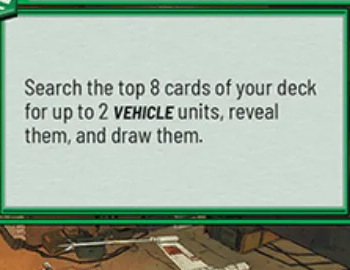 Search the top 8 cards of your deck
for up to 2 VEHICLE units, reveal
them, and draw them.